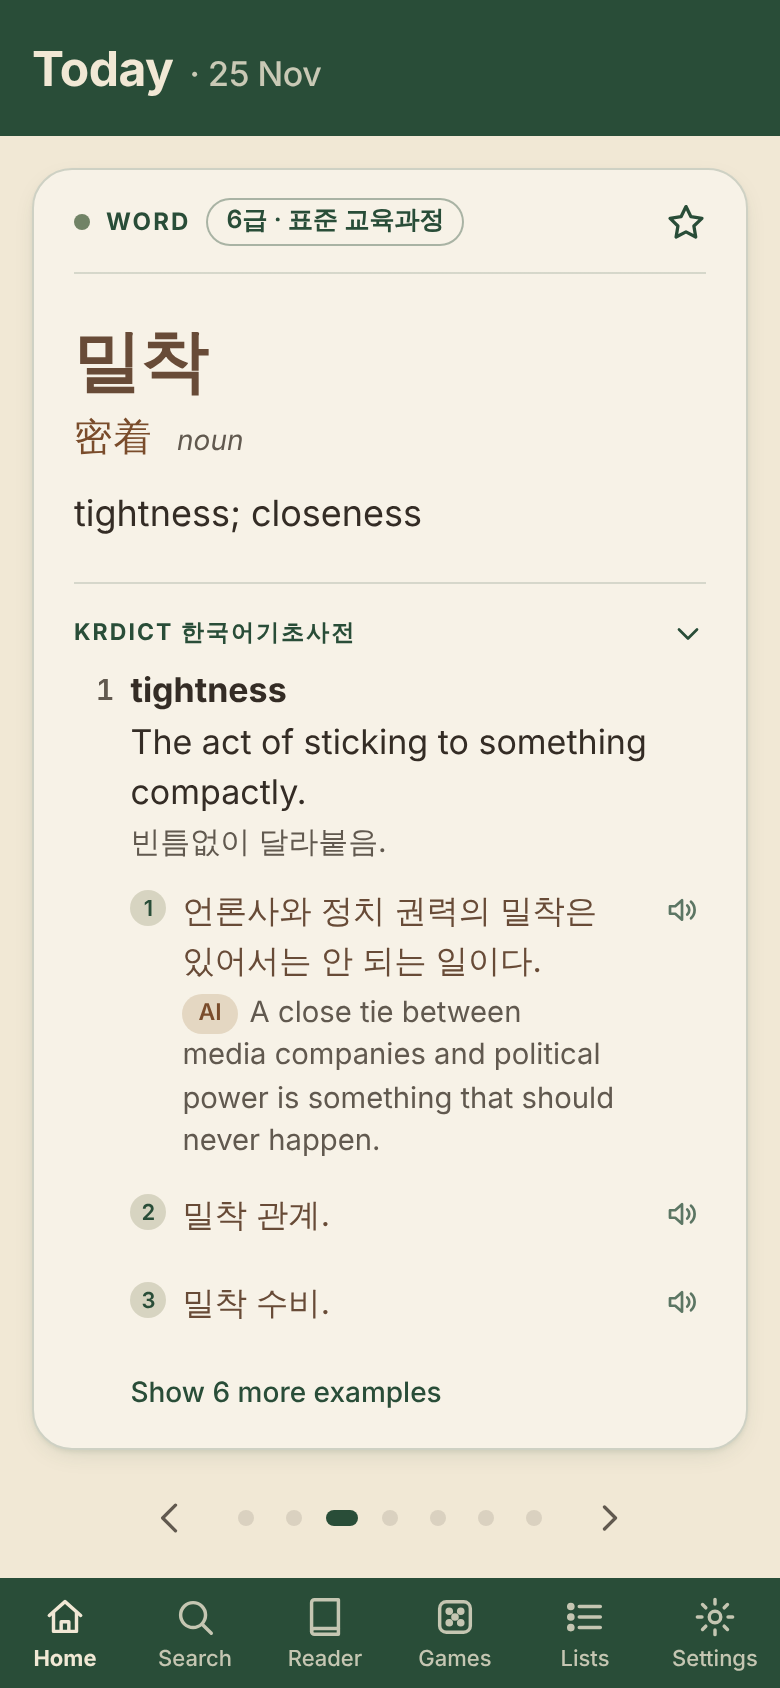 Today · 25 Nov
WORD 6급 · 표준 교육과정
밀착
密着 noun
tightness; closeness
KRDICT 한국어기초사전
1 tightness
The act of sticking to something
compactly.
빈틈없이 달라붙음.
1 언론사와 정치 권력의 밀착은
있어서는 안 되는 일이다.
AI A close tie between
media companies and political
power is something that should
never happen.
2 밀착 관계.
3 밀착 수비.
Show 6 more examples
Home Search Reader Games Lists Settings